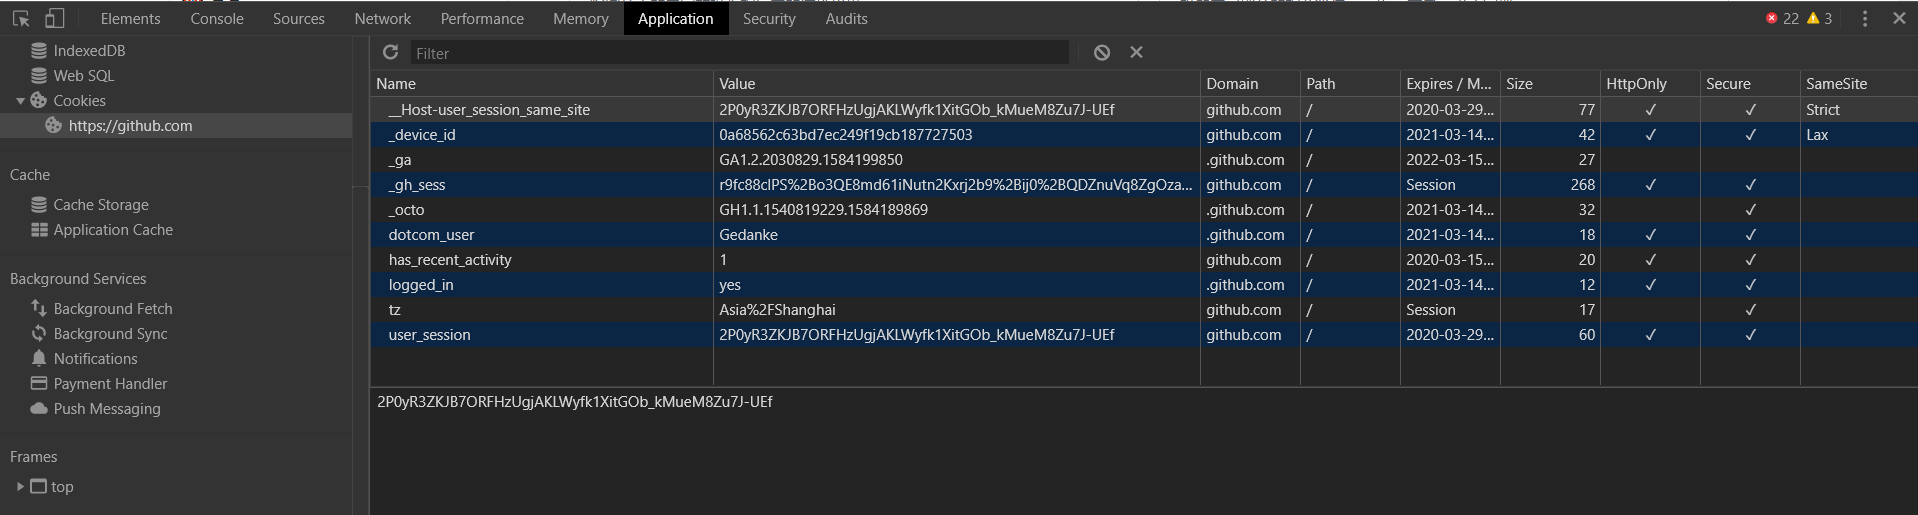 Elements Console Sources Network Performance Memory Application Security Audits 22 3
IndexedDB
Web SQL
Cookies
https://github.com
Cache
Cache Storage
Application Cache
Background Services
Background Fetch
Background Sync
Notifications
Payment Handler
Push Messaging
Frames
top
Filter
Name Value Domain Path Expires / M... Size HttpOnly Secure SameSite
__Host-user_session_same_site 2P0yR3ZKJB7ORFHzUgjAKLWyfk1XitGOb_kMueM8Zu7J-UEf github.com / 2020-03-29... 77 ✓ ✓ Strict
_device_id 0a68562c63bd7ec249f19cb187727503 github.com / 2021-03-14... 42 ✓ ✓ Lax
_ga GA1.2.2030829.1584199850 .github.com / 2022-03-15... 27
_gh_sess r9fc88clPS%2Bo3QE8md61iNutn2Kxrj2b9%2Bij0%2BQDZnuVq8ZgOza... github.com / Session 268 ✓ ✓
_octo GH1.1.1540819229.1584189869 .github.com / 2021-03-14... 32 ✓
dotcom_user Gedanke .github.com / 2021-03-14... 18 ✓ ✓
has_recent_activity 1 github.com / 2020-03-15... 20 ✓ ✓
logged_in yes .github.com / 2021-03-14... 12 ✓ ✓
tz Asia%2FShanghai github.com / Session 17 ✓
user_session 2P0yR3ZKJB7ORFHzUgjAKLWyfk1XitGOb_kMueM8Zu7J-UEf github.com / 2020-03-29... 60 ✓ ✓
2P0yR3ZKJB7ORFHzUgjAKLWyfk1XitGOb_kMueM8Zu7J-UEf